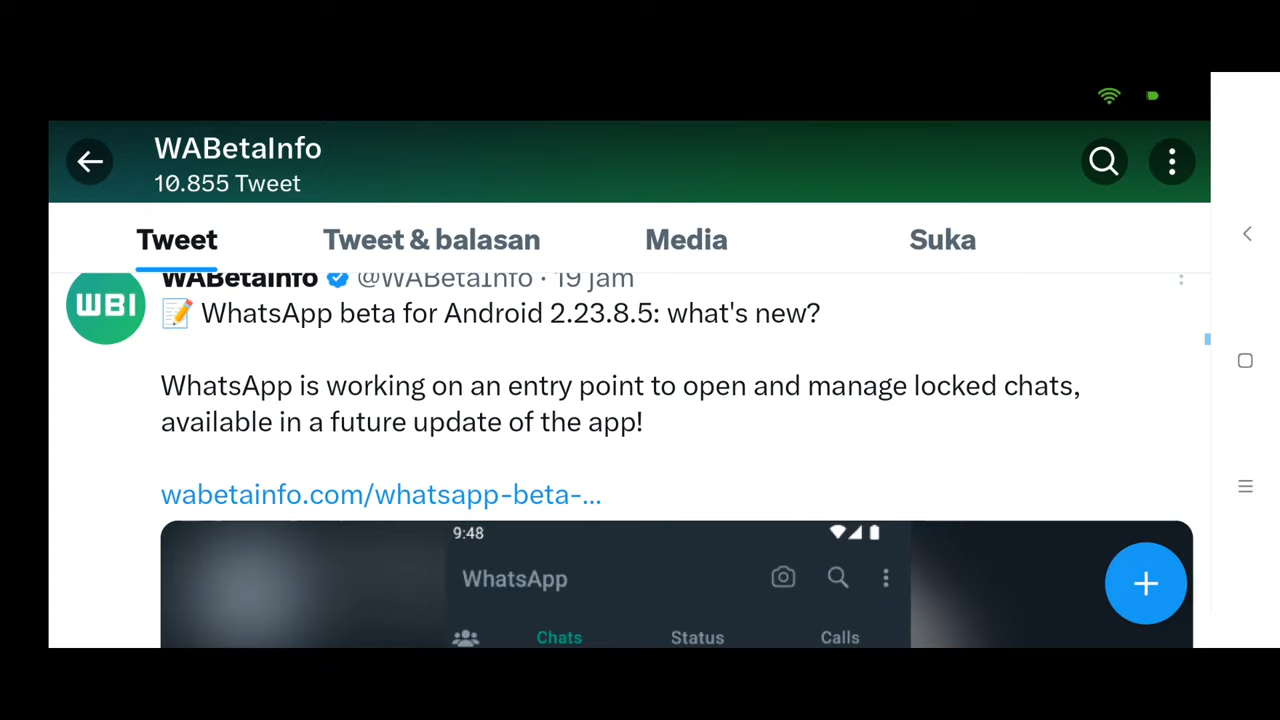 WABetaInfo
10.855 Tweet
Tweet Tweet & balasan Media Suka
WABetaInfo @WABetaInfo · 19 jam
WBI
WhatsApp beta for Android 2.23.8.5: what's new?
WhatsApp is working on an entry point to open and manage locked chats,
available in a future update of the app!
wabetainfo.com/whatsapp-beta-...
9:48
WhatsApp
Chats Status Calls